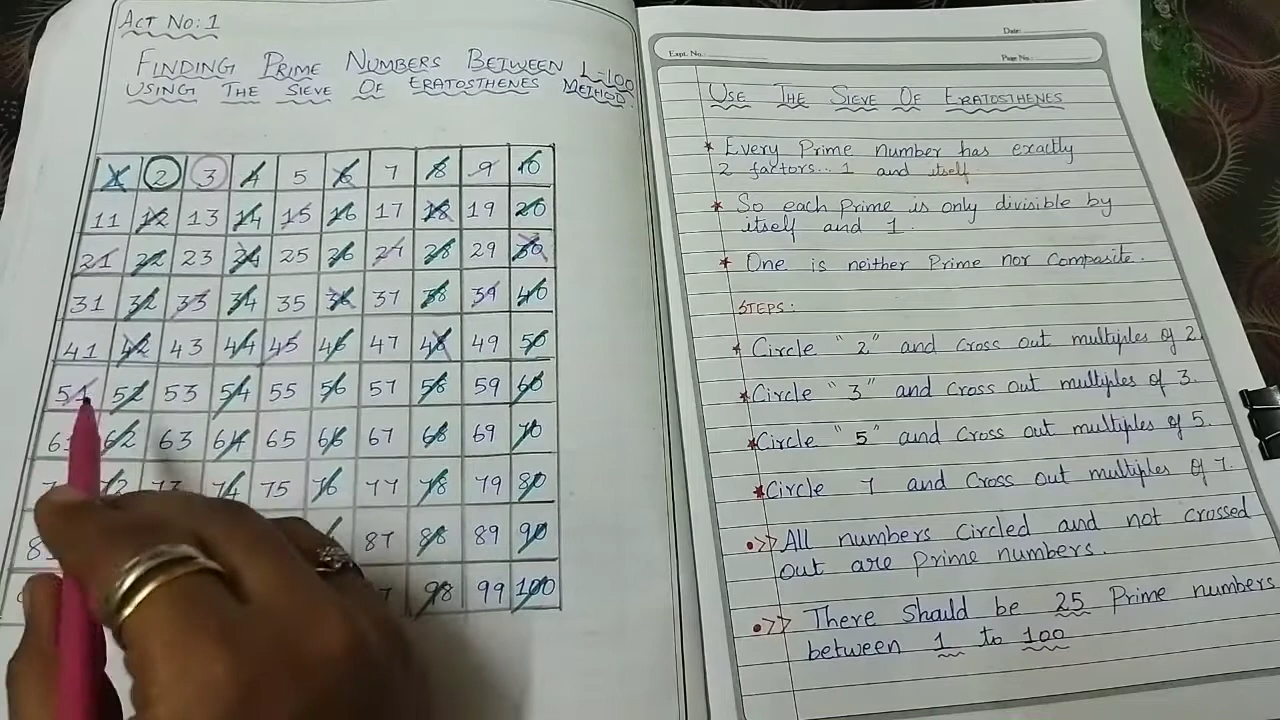 ACT NO: 1
FINDING PRIME NUMBERS BETWEEN 1-100
USING THE SIEVE OF ERATOSTHENES METHOD.
1 2 3 4 5 6 7 8 9 10
11 12 13 14 15 16 17 18 19 20
21 22 23 24 25 26 27 28 29 30
31 32 33 34 35 36 37 38 39 40
41 42 43 44 45 46 47 48 49 50
51 52 53 54 55 56 57 58 59 60
61 62 63 64 65 66 67 68 69 70
72 77 74 75 76 77 78 79 80
87 88 89 90
98 99 100
Date:
Expt. No.
Page No.
USE THE SIEVE OF ERATOSTHENES
* Every Prime number has exactly
2 factors.. 1 and itself
* So each prime is only divisible by
itself and 1.
* One is neither Prime nor Composite.
STEPS:
* Circle "2" and Cross out multiples of 2.
* Circle "3" and Cross out multiples of 3.
* Circle "5" and Cross out multiples of 5.
* Circle 7 and Cross out multiples of 7.
•>> All numbers Circled and not crossed
out are Prime numbers.
•>> There should be 25 Prime numbers
between 1 to 100